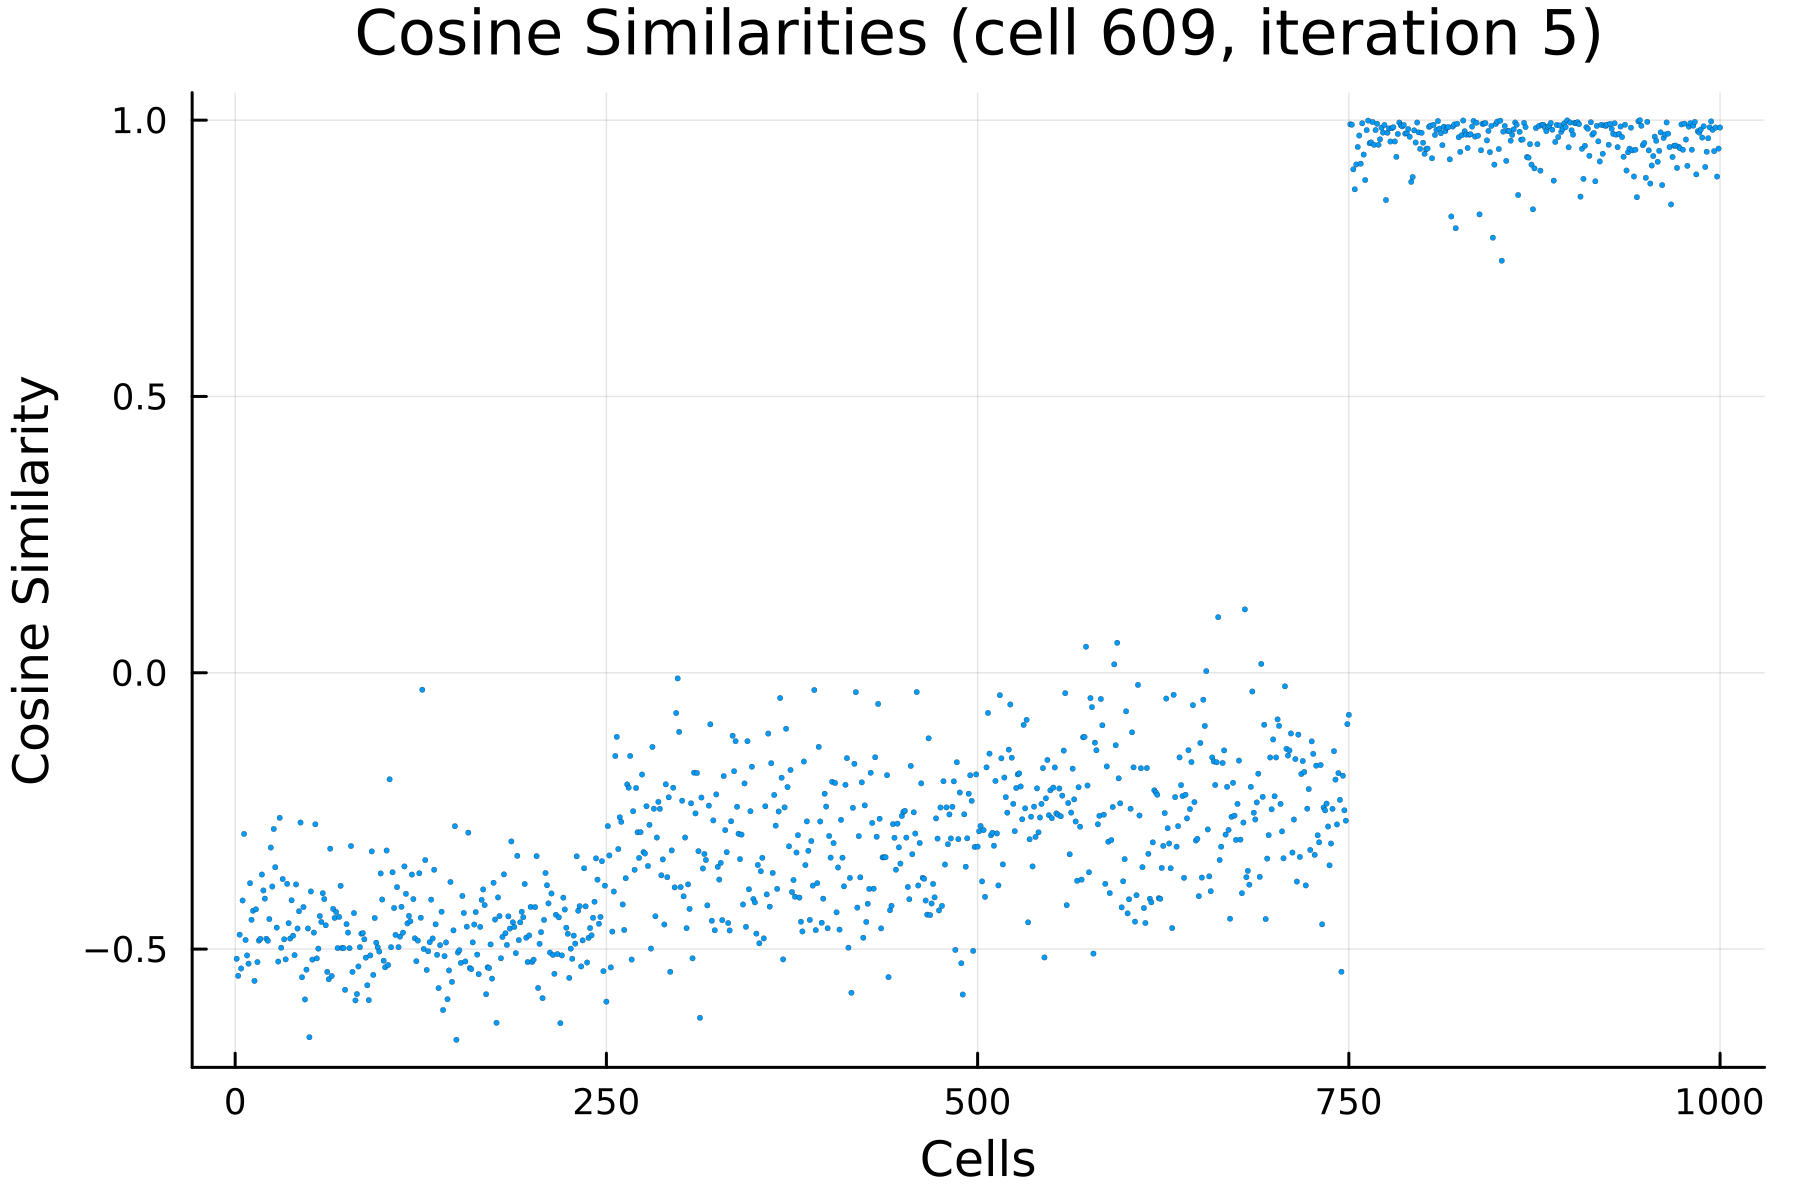 Cosine Similarities (cell 609, iteration 5)
1.0
0.5
0.0
−0.5
Cosine Similarity
0 250 500 750 1000
Cells